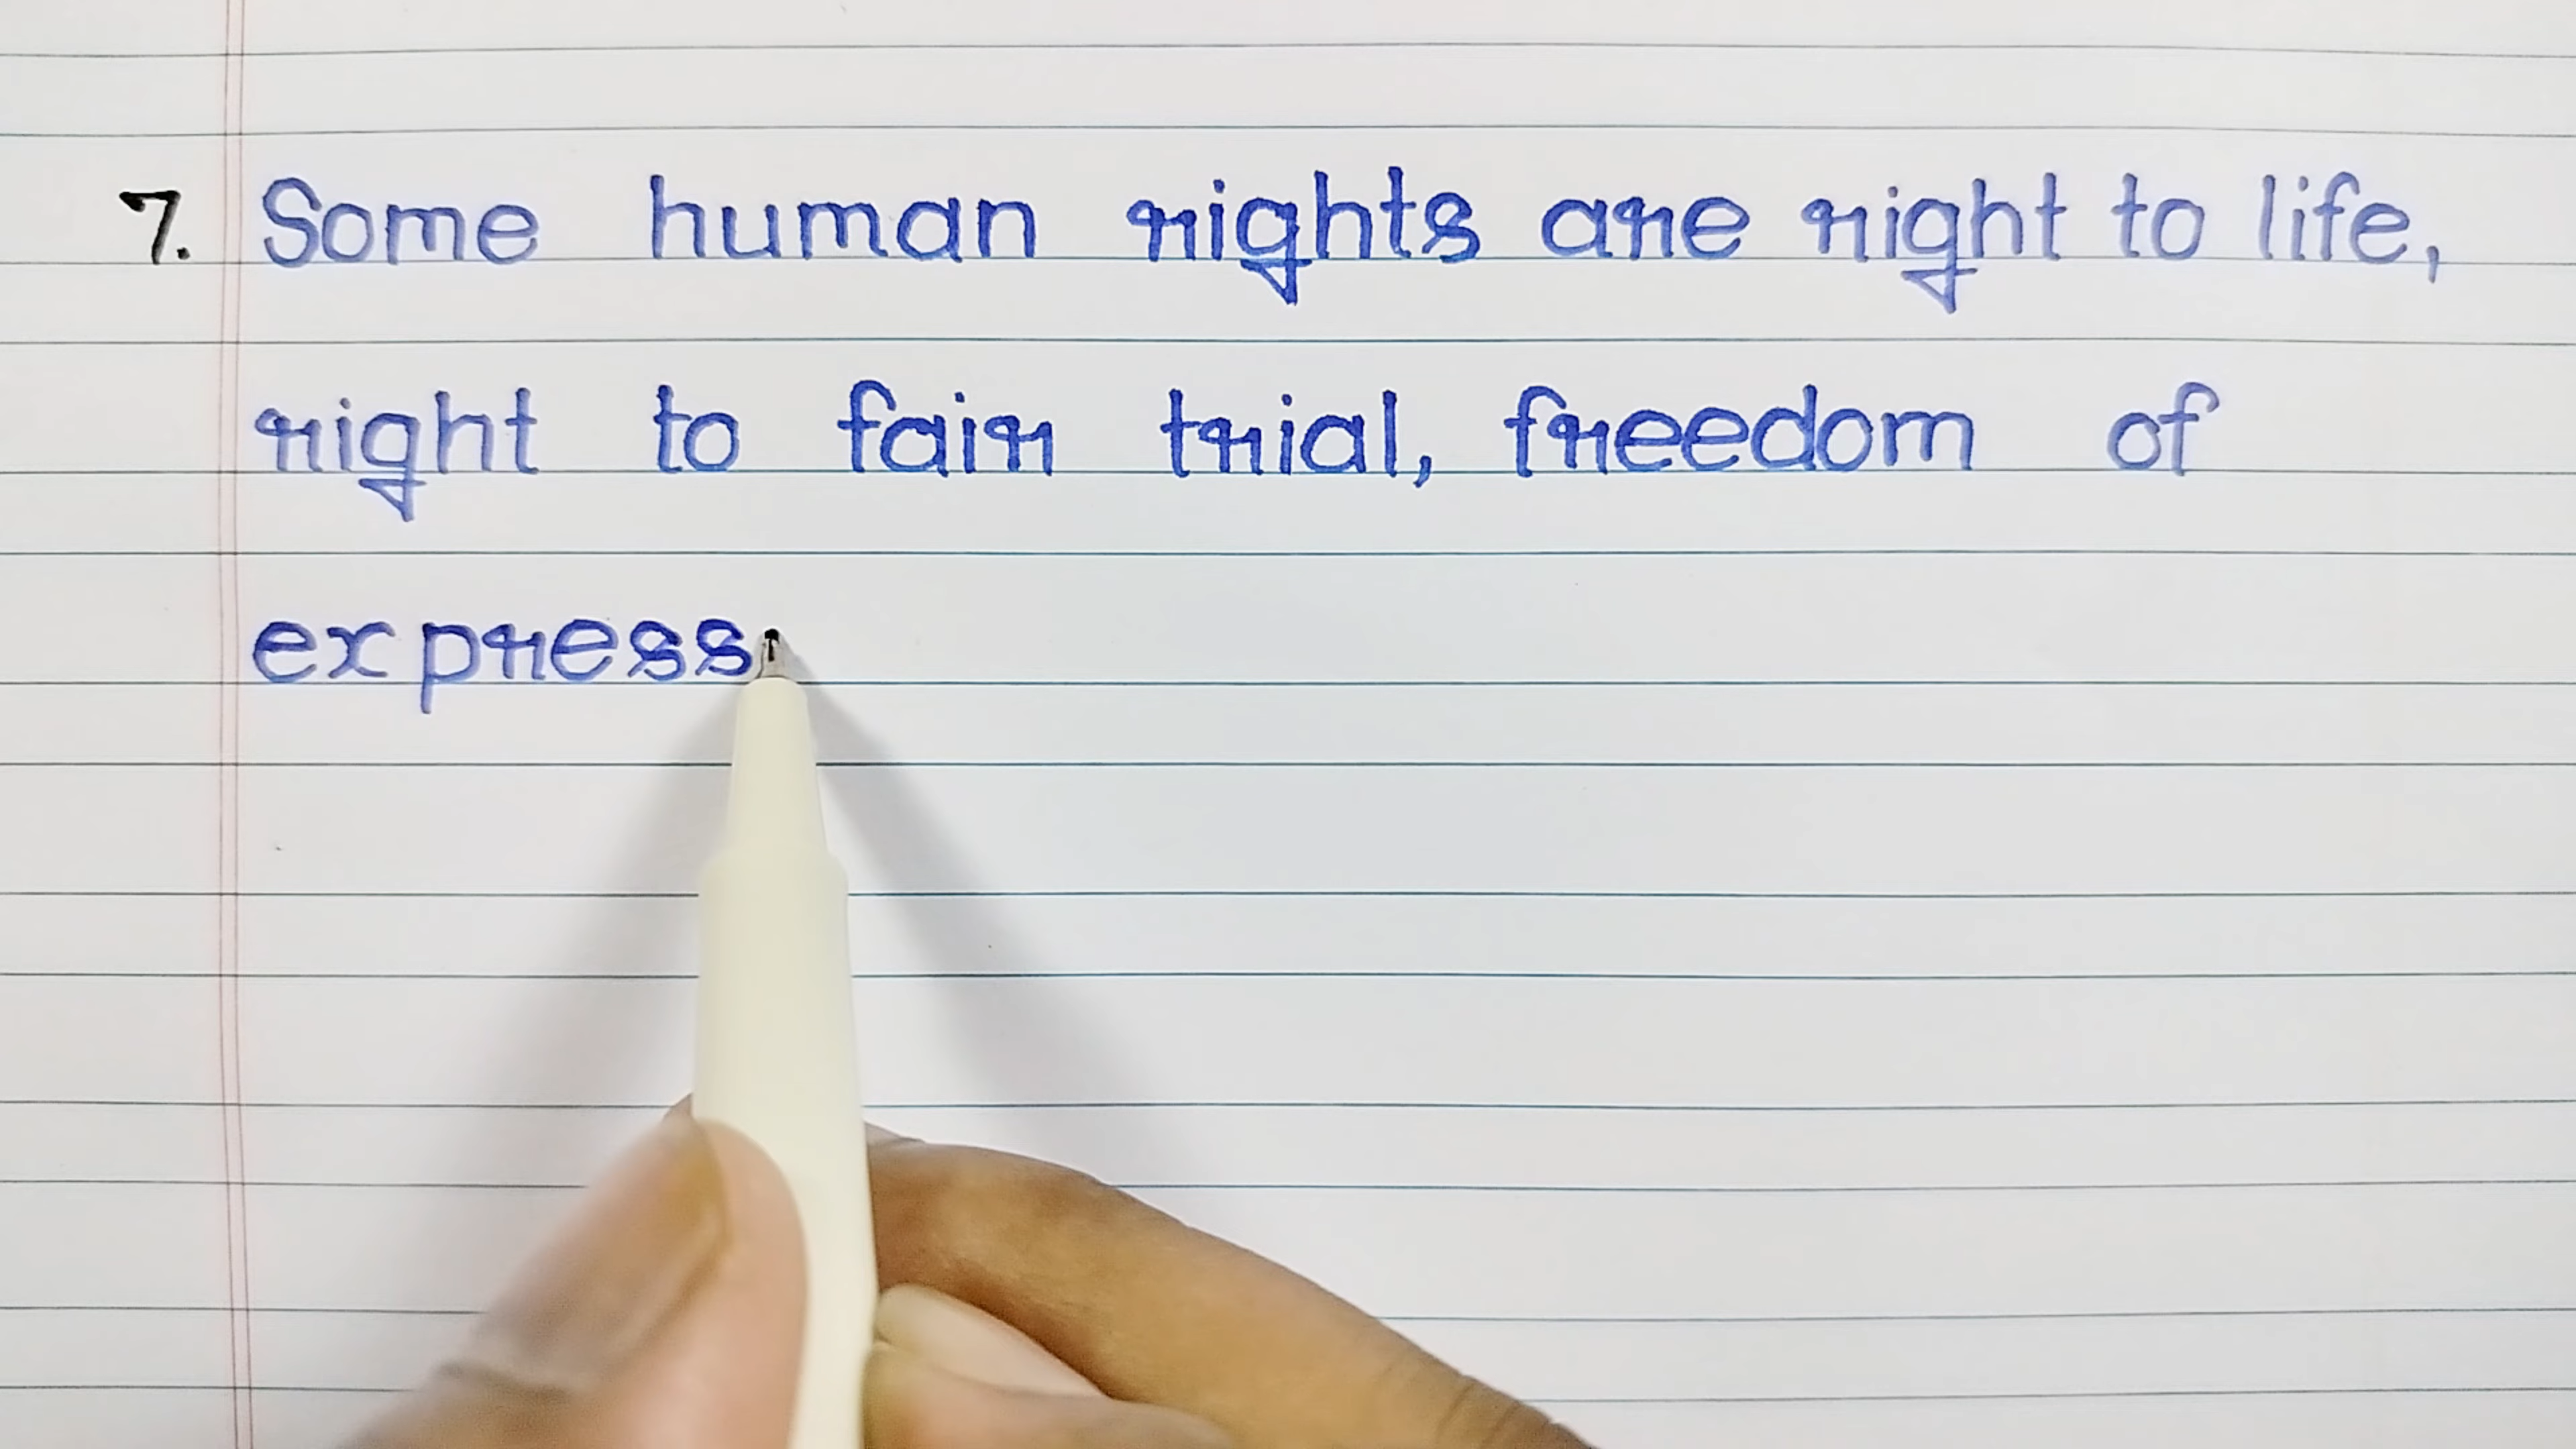 7. Some human rights are right to life,
right to fair trial, freedom of
express